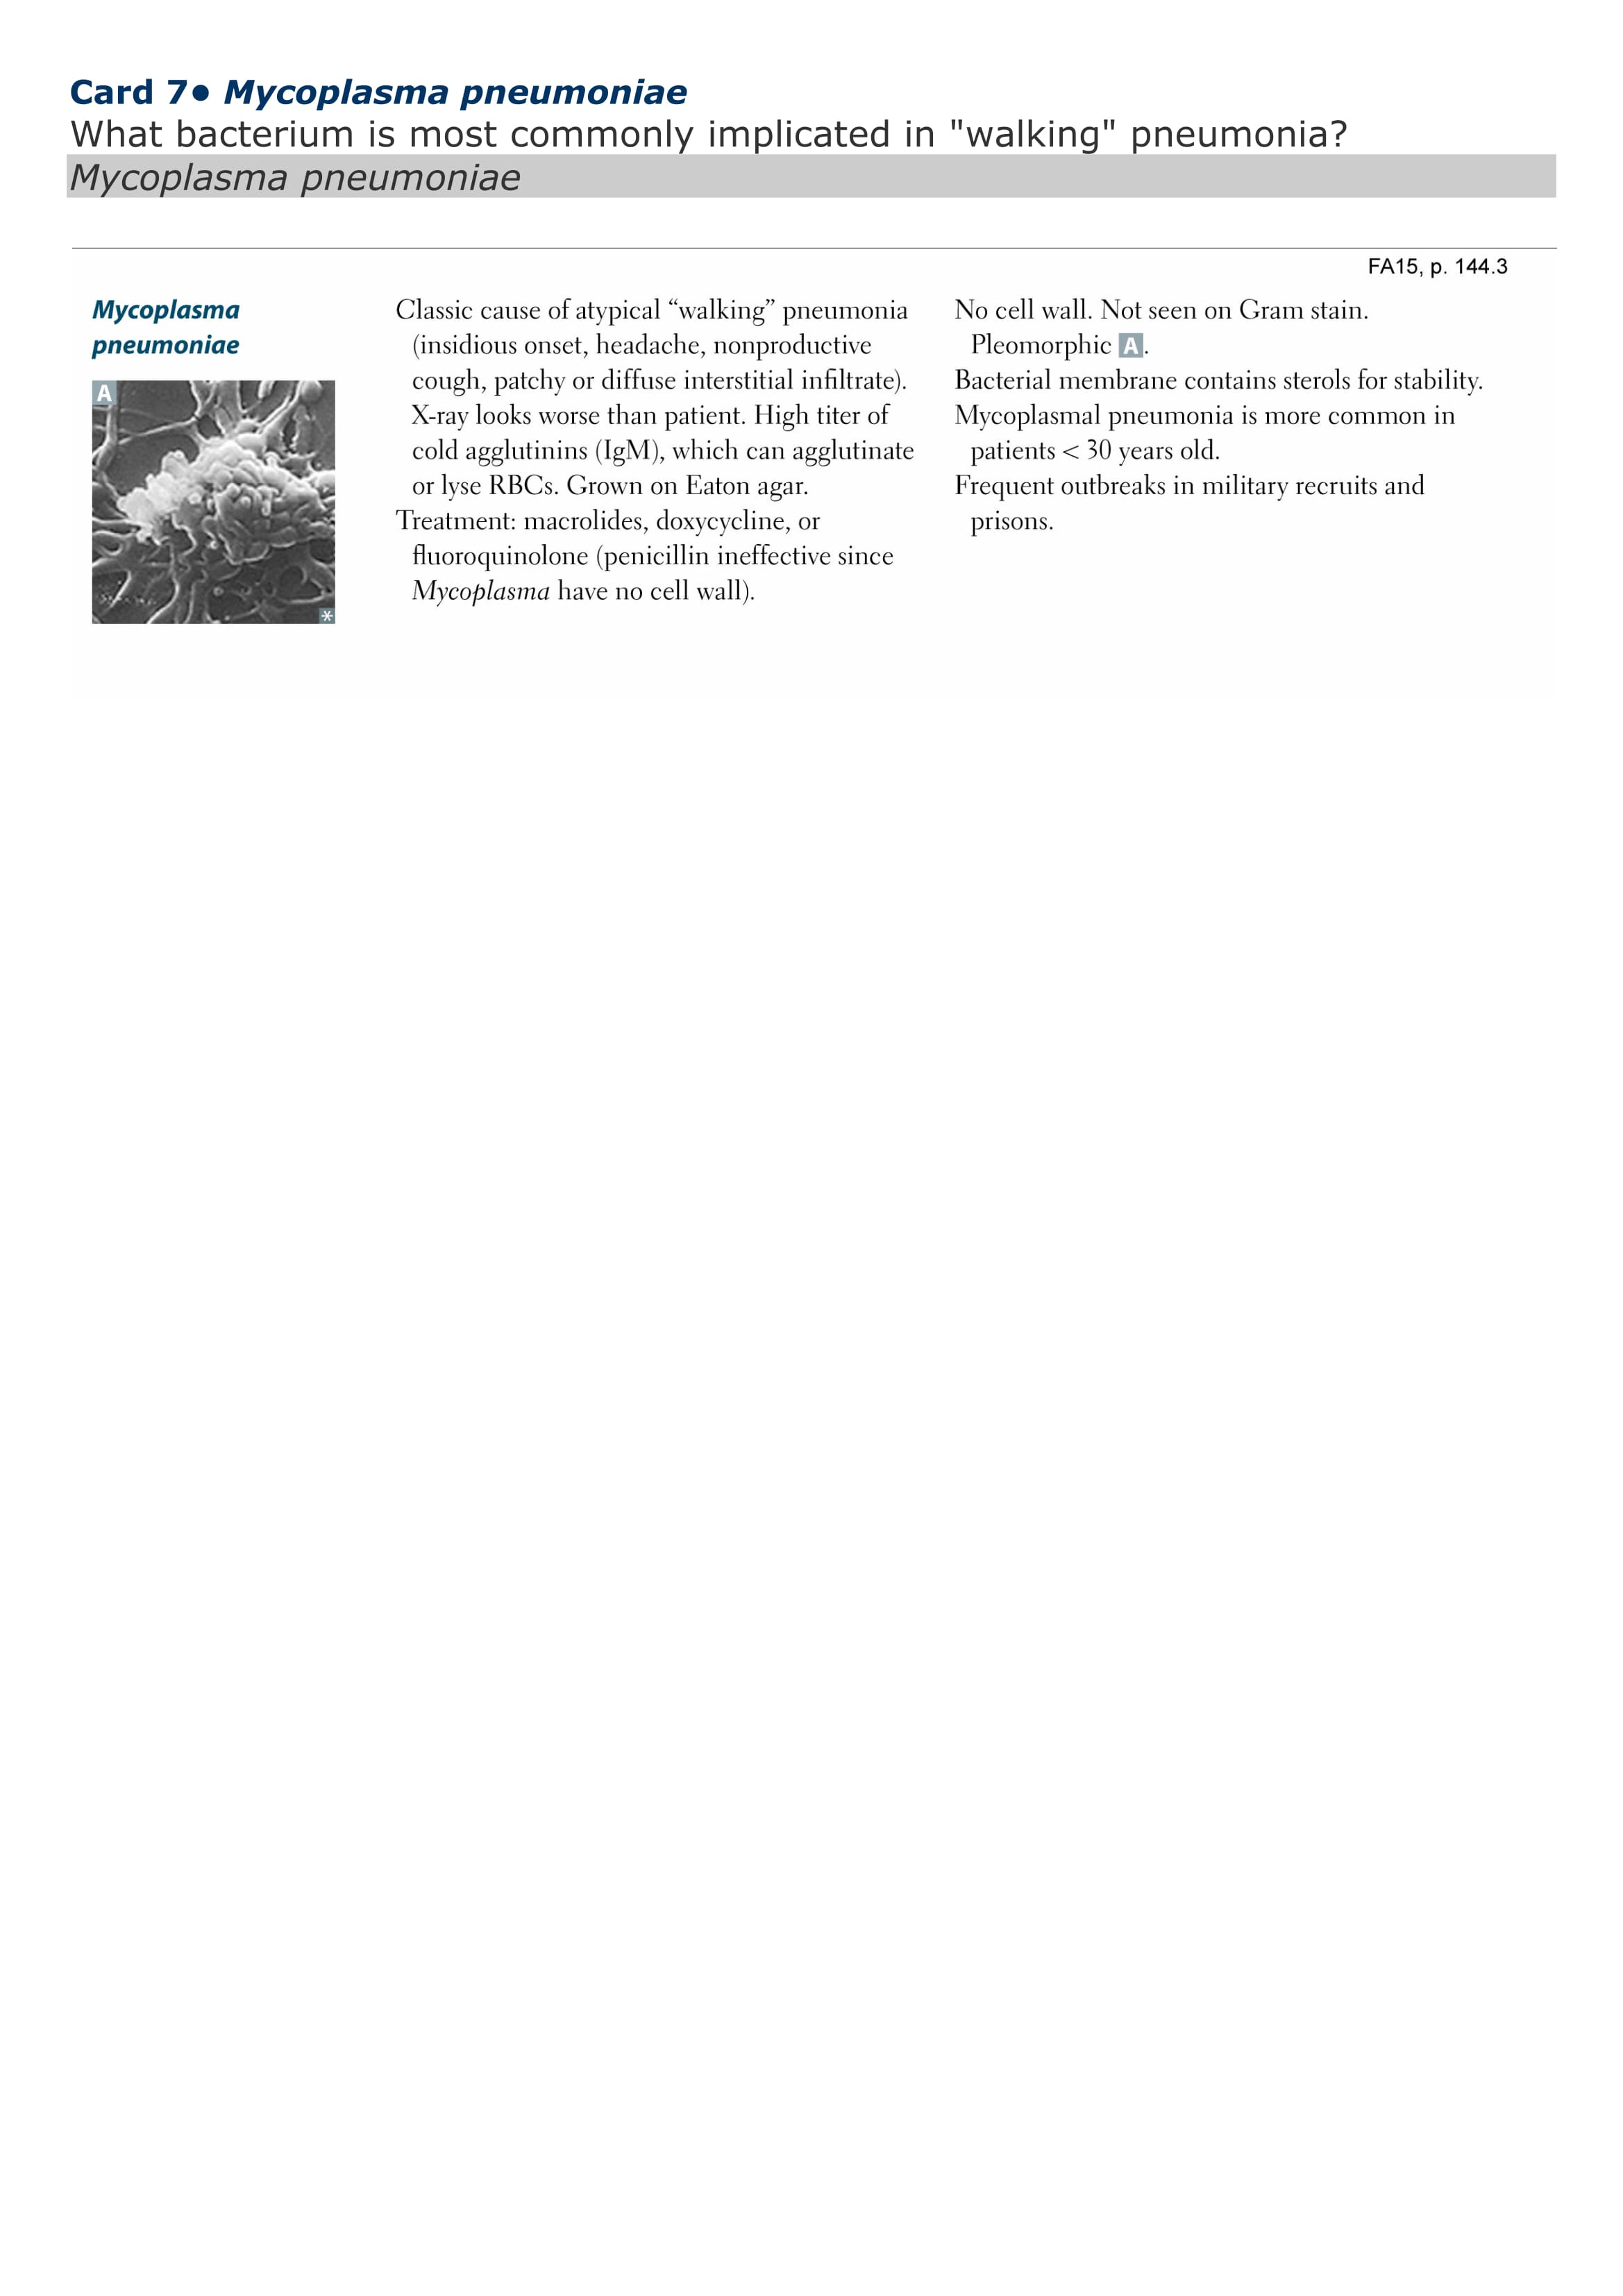 Card 7● Mycoplasma pneumoniae
What bacterium is most commonly implicated in "walking" pneumonia?
Mycoplasma pneumoniae
FA15, p. 144.3
Mycoplasma
pneumoniae
A
*
Classic cause of atypical “walking” pneumonia
(insidious onset, headache, nonproductive
cough, patchy or diffuse interstitial infiltrate).
X-ray looks worse than patient. High titer of
cold agglutinins (IgM), which can agglutinate
or lyse RBCs. Grown on Eaton agar.
Treatment: macrolides, doxycycline, or
fluoroquinolone (penicillin ineffective since
Mycoplasma have no cell wall).
No cell wall. Not seen on Gram stain.
Pleomorphic A.
Bacterial membrane contains sterols for stability.
Mycoplasmal pneumonia is more common in
patients < 30 years old.
Frequent outbreaks in military recruits and
prisons.